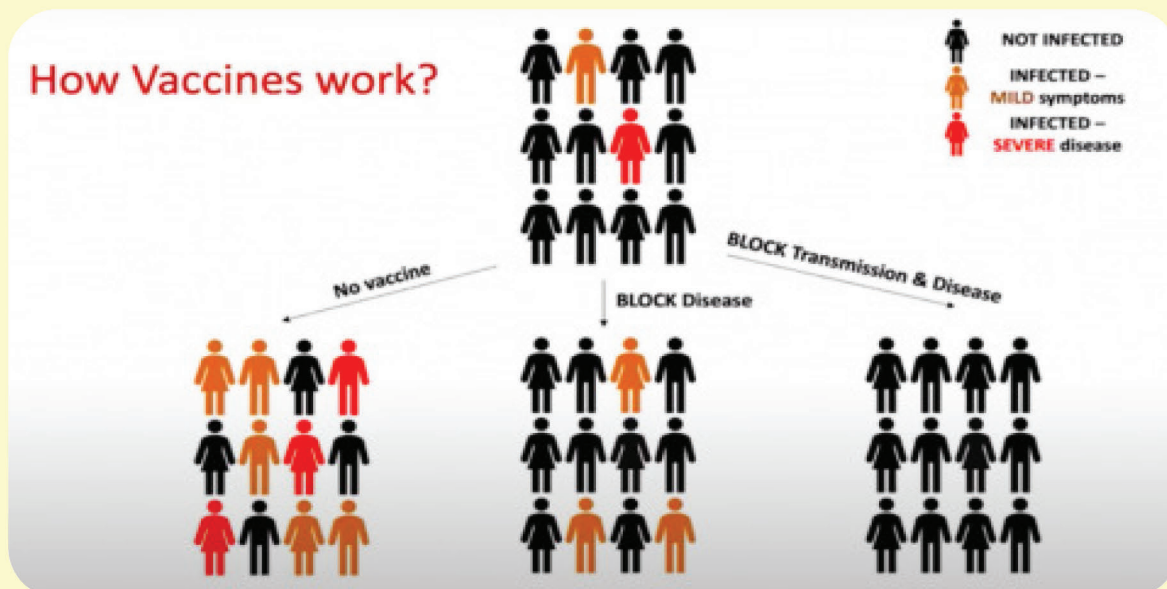 How Vaccines work?
NOT INFECTED
INFECTED –
MILD symptoms
INFECTED –
SEVERE disease
No vaccine
BLOCK Disease
BLOCK Transmission & Disease